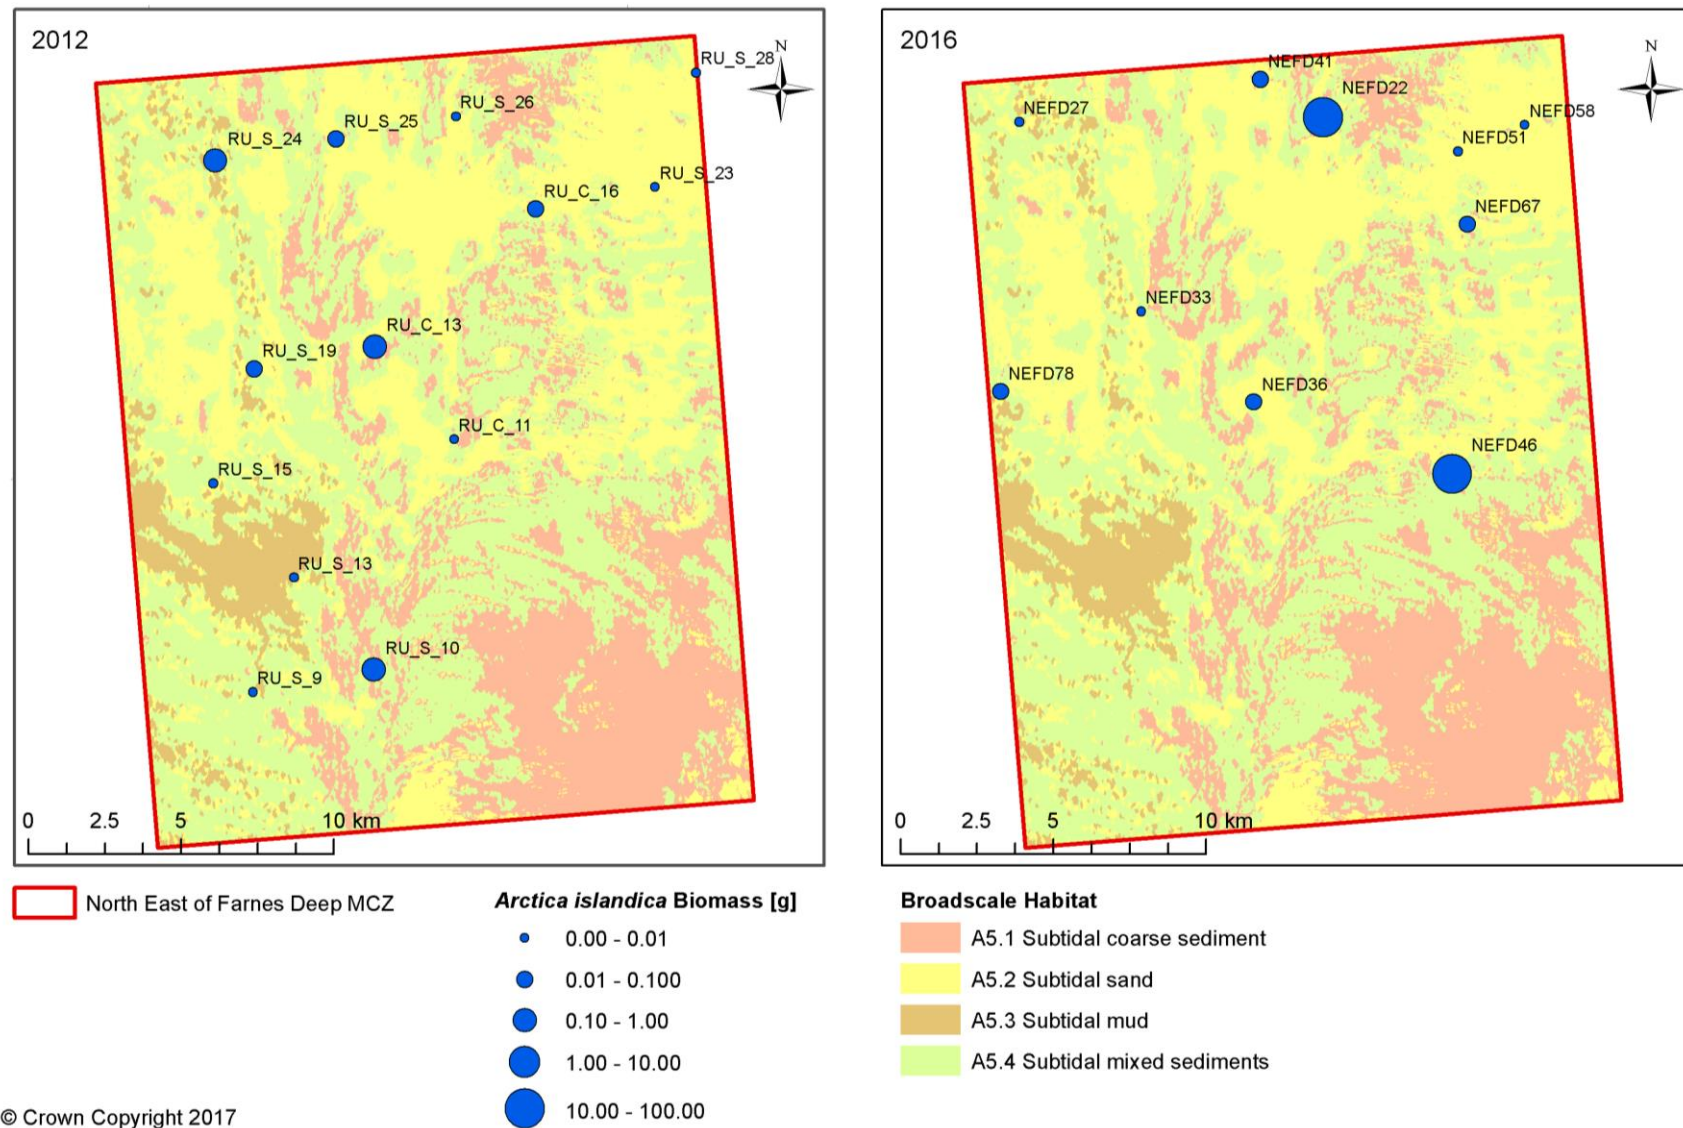 2012
N
RU_S_28
RU_S_26
RU_S_25
RU_S_24
RU_S_23
RU_C_16
RU_C_13
RU_S_19
RU_C_11
RU_S_15
RU_S_13
RU_S_10
RU_S_9
0 2.5 5 10 km
2016
N
NEFD41
NEFD22
NEFD27
NEFD58
NEFD51
NEFD67
NEFD33
NEFD78
NEFD36
NEFD46
0 2.5 5 10 km
North East of Farnes Deep MCZ
Arctica islandica Biomass [g]
0.00 - 0.01
0.01 - 0.100
0.10 - 1.00
1.00 - 10.00
10.00 - 100.00
Broadscale Habitat
A5.1 Subtidal coarse sediment
A5.2 Subtidal sand
A5.3 Subtidal mud
A5.4 Subtidal mixed sediments
© Crown Copyright 2017